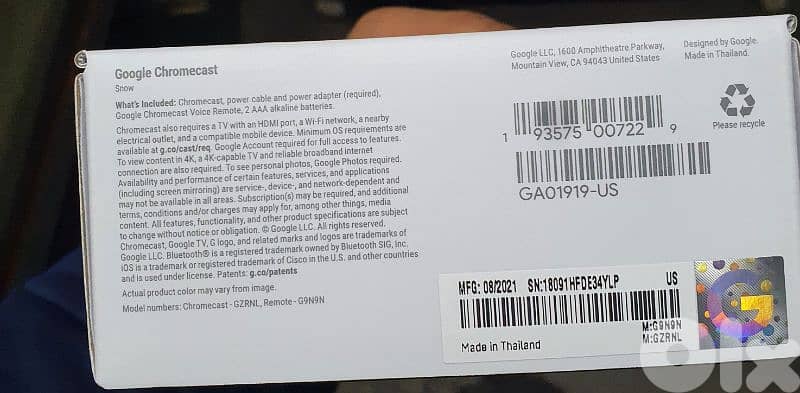 Google Chromecast
Snow
What's Included: Chromecast, power cable and power adapter (required),
Google Chromecast Voice Remote, 2 AAA alkaline batteries.
Chromecast also requires a TV with an HDMI port, a Wi-Fi network, a nearby
electrical outlet, and a compatible mobile device. Minimum OS requirements are
available at g.co/cast/req. Google Account required for full access to features.
To view content in 4K, a 4K-capable TV and reliable broadband internet
connection are also required. To see personal photos, Google Photos required.
Availability and performance of certain features, services, and applications
(including screen mirroring) are service-, device-, and network-dependent and
may not be available in all areas. Subscription(s) may be required, and additional
terms, conditions and/or charges may apply for, among other things, media
content. All features, functionality, and other product specifications are subject
to change without notice or obligation. © Google LLC. All rights reserved.
Chromecast, Google TV, G logo, and related marks and logos are trademarks of
Google LLC. Bluetooth® is a registered trademark owned by Bluetooth SIG, Inc.
iOS is a trademark or registered trademark of Cisco in the U.S. and other countries
and is used under license. Patents: g.co/patents
Actual product color may vary from image.
Model numbers: Chromecast - GZRNL, Remote - G9N9N
Google LLC, 1600 Amphitheatre Parkway,
Mountain View, CA 94043 United States
Designed by Google.
Made in Thailand.
Please recycle
1 93575 00722 9
GA01919-US
MFG: 08/2021 SN:18091HFDE34YLP US
M:G9N9N
M:GZRNL
Made in Thailand
G
olx